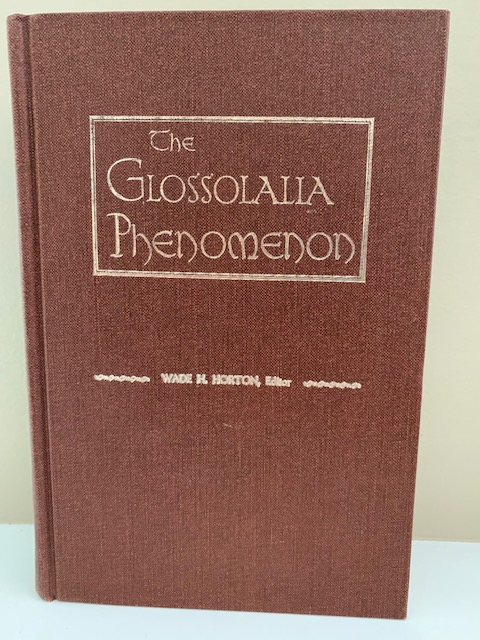 The
Glossolalia
Phenomenon
WADE H. HORTON, Editor